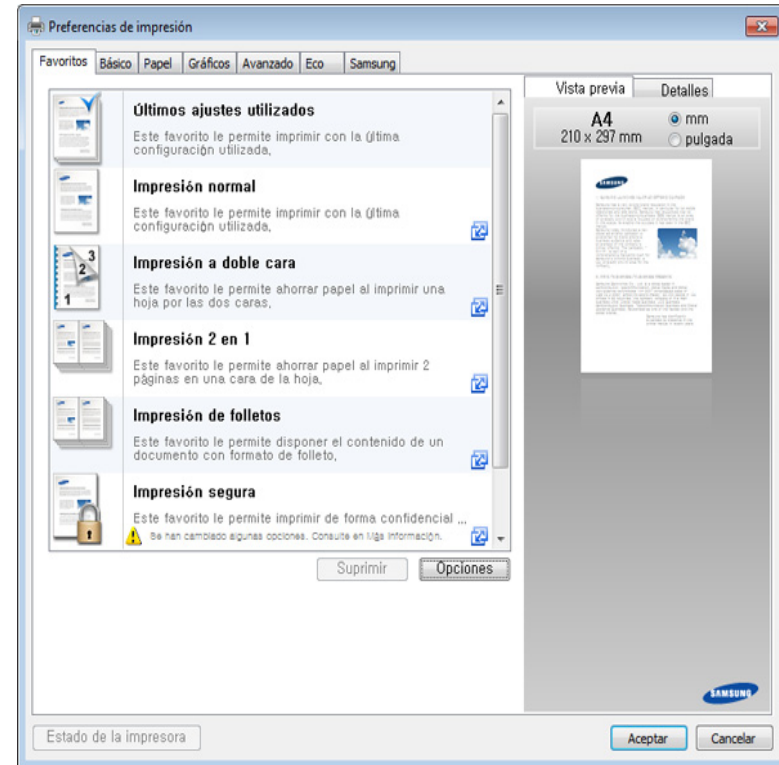 Preferencias de impresión
Favoritos Básico Papel Gráficos Avanzado Eco Samsung
Últimos ajustes utilizados
Este favorito le permite imprimir con la última
configuración utilizada,
Impresión normal
Este favorito le permite imprimir con la última
configuración utilizada,
Impresión a doble cara
Este favorito le permite ahorrar papel al imprimir una
hoja por las dos caras,
Impresión 2 en 1
Este favorito le permite ahorrar papel al imprimir 2
páginas en una cara de la hoja,
Impresión de folletos
Este favorito le permite disponer el contenido de un
documento con formato de folleto,
Impresión segura
Este favorito le permite imprimir de forma confidencial ...
Se han cambiado algunas opciones. Consulte en Más Información.
Suprimir Opciones
Vista previa Detalles
A4
210 x 297 mm
mm
pulgada
SAMSUNG
SAMSUNG
Estado de la impresora
Aceptar Cancelar